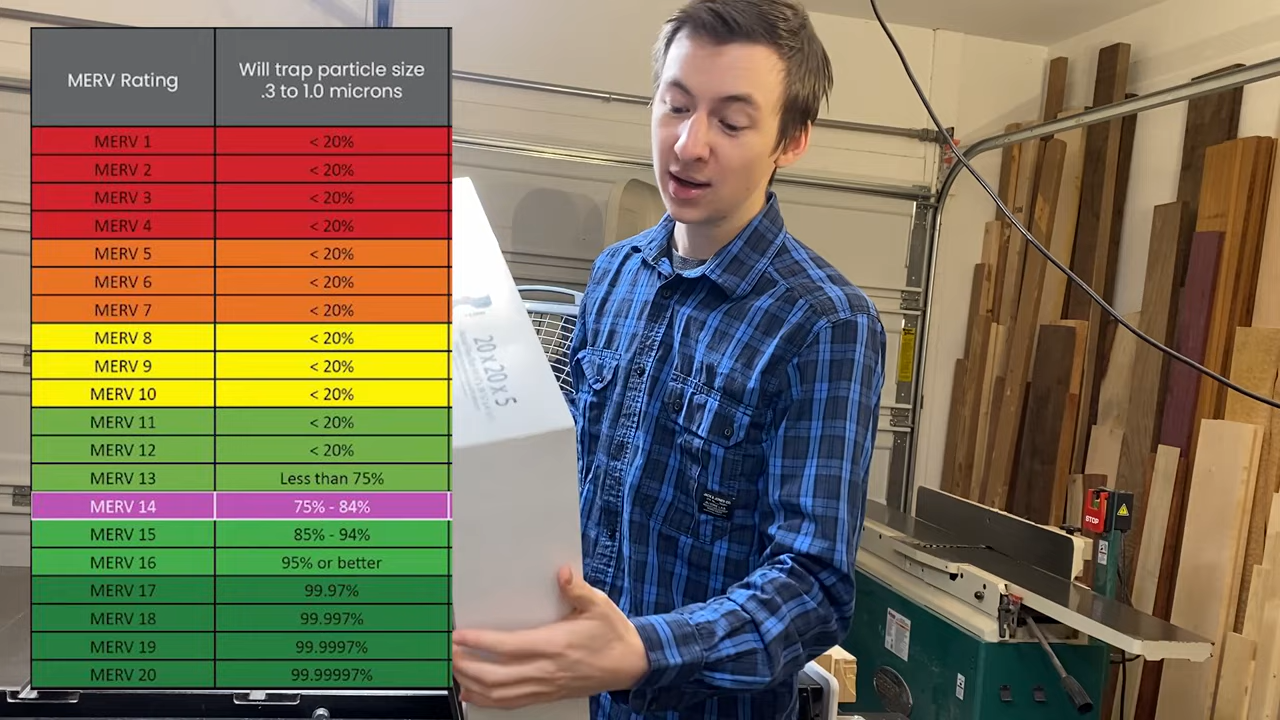 MERV Rating
Will trap particle size
.3 to 1.0 microns
MERV 1 < 20%
MERV 2 < 20%
MERV 3 < 20%
MERV 4 < 20%
MERV 5 < 20%
MERV 6 < 20%
MERV 7 < 20%
MERV 8 < 20%
MERV 9 < 20%
MERV 10 < 20%
MERV 11 < 20%
MERV 12 < 20%
MERV 13 Less than 75%
MERV 14 75% - 84%
MERV 15 85% - 94%
MERV 16 95% or better
MERV 17 99.97%
MERV 18 99.997%
MERV 19 99.9997%
MERV 20 99.99997%
20 X 20 X 5
STOP